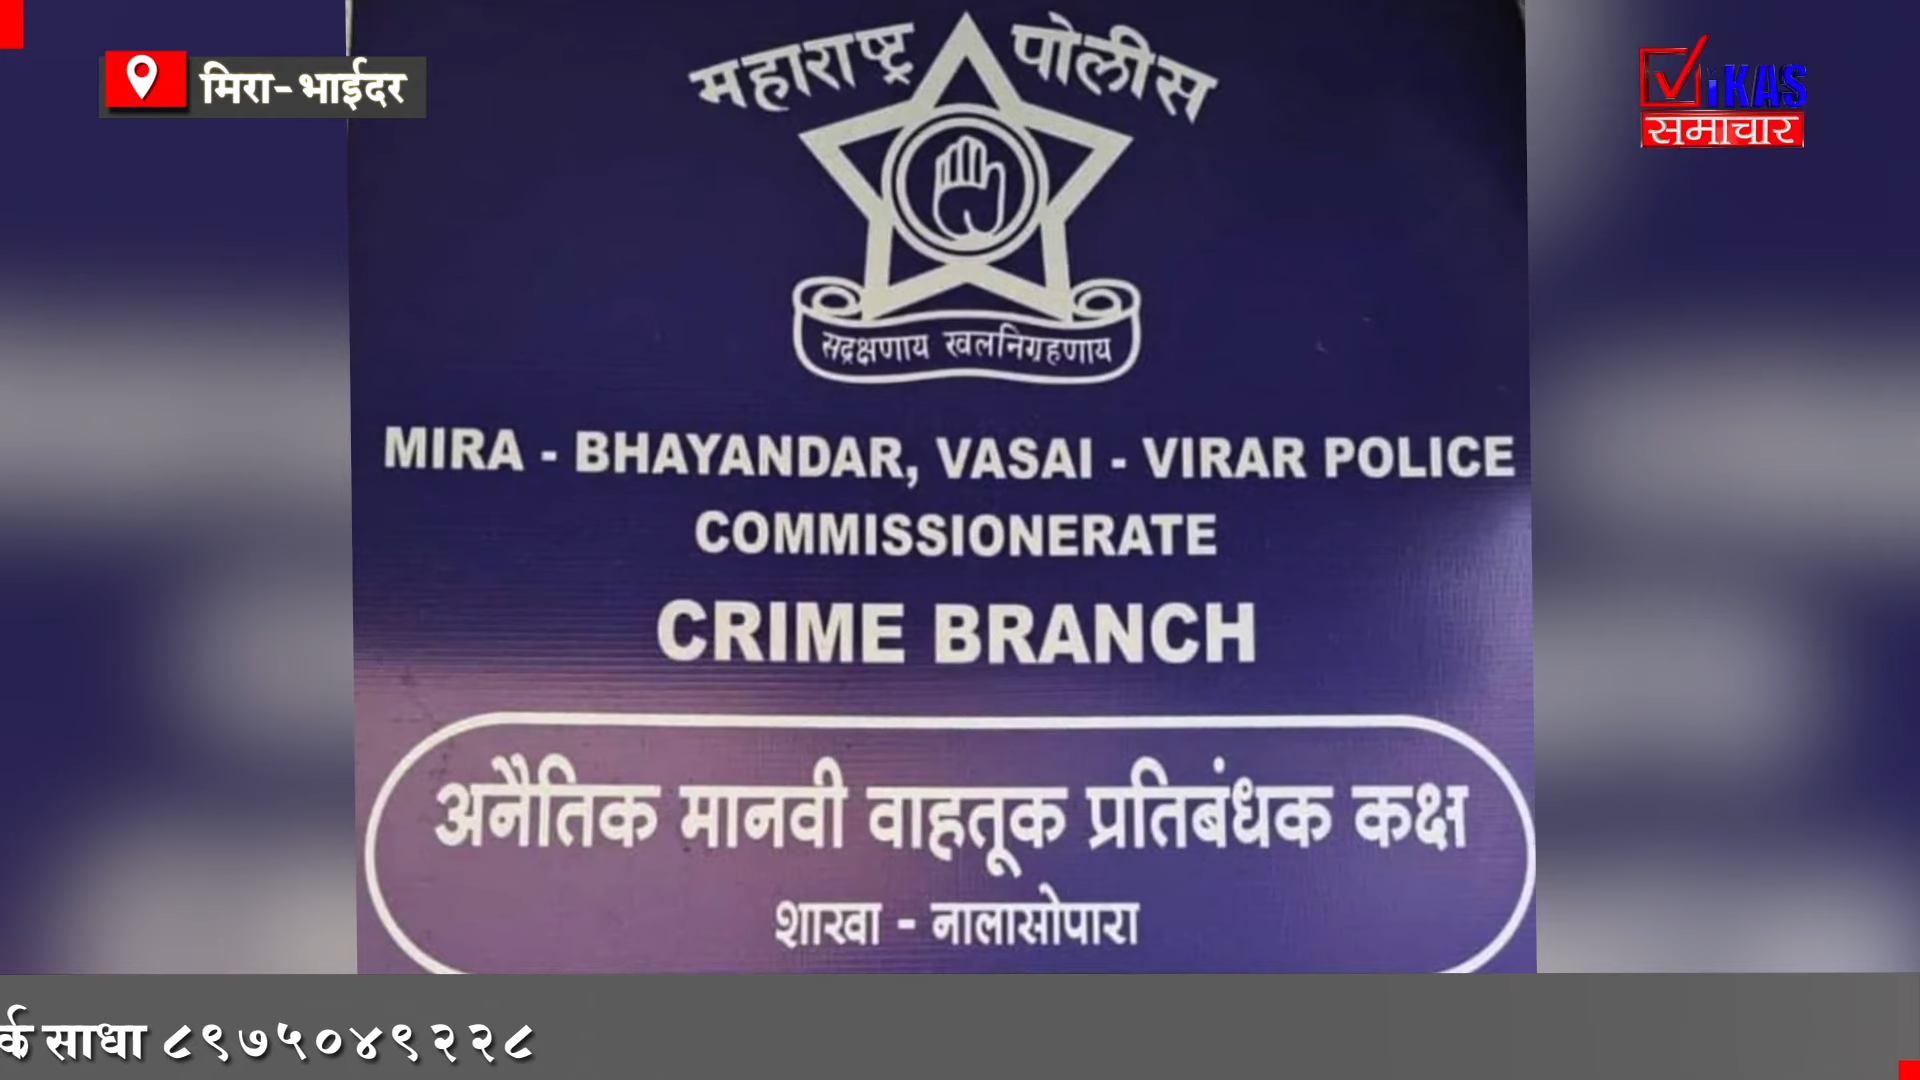 मिरा-भाईदर
ViKAS
समाचार
महाराष्ट्र पोलीस
सद्रक्षणाय खलनिग्रहणाय
MIRA - BHAYANDAR, VASAI - VIRAR POLICE
COMMISSIONERATE
CRIME BRANCH
अनैतिक मानवी वाहतूक प्रतिबंधक कक्ष
शाखा - नालासोपारा
साधा ८९७५०४९२२८